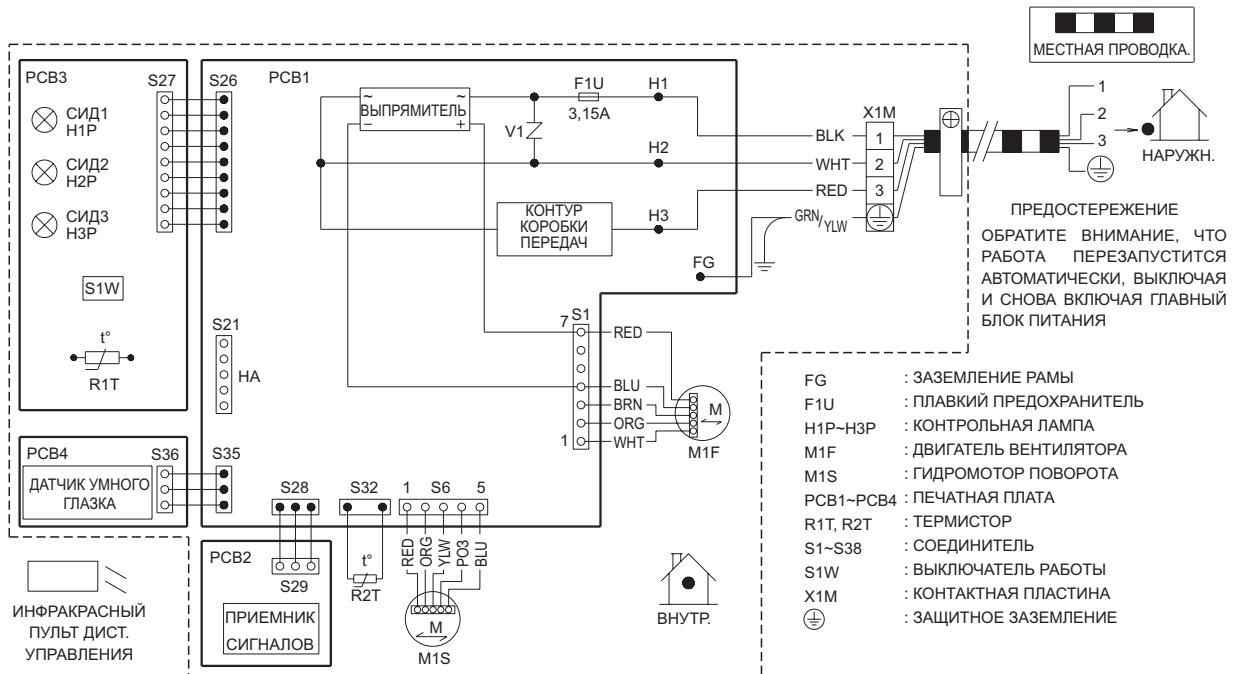 МЕСТНАЯ ПРОВОДКА.
PCB3
S27
S26
PCB1
F1U
H1
3,15A
~
~
ВЫПРЯМИТЕЛЬ
−
+
V1
H2
СИД1
H1P
СИД2
H2P
СИД3
H3P
S1W
t°
R1T
КОНТУР
КОРОБКИ
ПЕРЕДАЧ
H3
FG
X1M
BLK
1
WHT
2
RED
3
GRN/YLW
1
2
3
НАРУЖН.
ПРЕДОСТЕРЕЖЕНИЕ
ОБРАТИТЕ ВНИМАНИЕ, ЧТО
РАБОТА ПЕРЕЗАПУСТИТСЯ
АВТОМАТИЧЕСКИ, ВЫКЛЮЧАЯ
И СНОВА ВКЛЮЧАЯ ГЛАВНЫЙ
БЛОК ПИТАНИЯ
S21
HA
7
S1
RED
BLU
BRN
ORG
1
WHT
M
M1F
PCB4
S36
S35
ДАТЧИК УМНОГО
ГЛАЗКА
S28
S32
1
S6
5
PCB2
S29
ПРИЕМНИК
СИГНАЛОВ
t°
R2T
RED
ORG
YLW
PO3
BLU
M
M1S
ИНФРАКРАСНЫЙ
ПУЛЬТ ДИСТ.
УПРАВЛЕНИЯ
ВНУТР.
FG : ЗАЗЕМЛЕНИЕ РАМЫ
F1U : ПЛАВКИЙ ПРЕДОХРАНИТЕЛЬ
H1P~H3P : КОНТРОЛЬНАЯ ЛАМПА
M1F : ДВИГАТЕЛЬ ВЕНТИЛЯТОРА
M1S : ГИДРОМОТОР ПОВОРОТА
PCB1~PCB4 : ПЕЧАТНАЯ ПЛАТА
R1T, R2T : ТЕРМИСТОР
S1~S38 : СОЕДИНИТЕЛЬ
S1W : ВЫКЛЮЧАТЕЛЬ РАБОТЫ
X1M : КОНТАКТНАЯ ПЛАСТИНА
: ЗАЩИТНОЕ ЗАЗЕМЛЕНИЕ